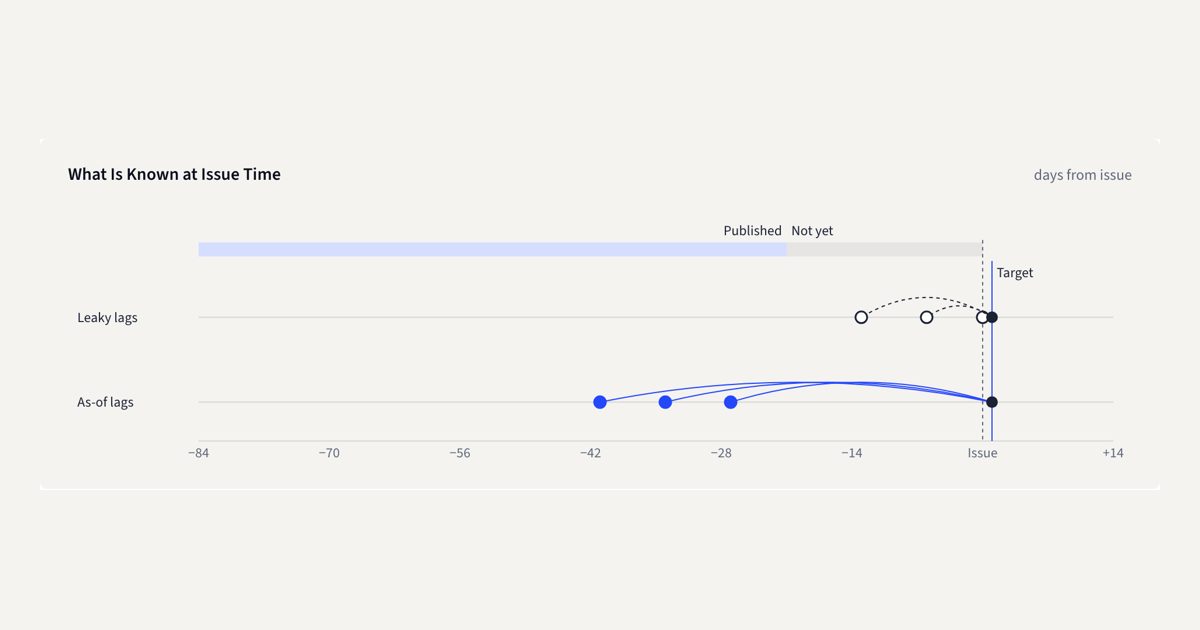 What Is Known at Issue Time
days from issue
Published
Not yet
Target
Leaky lags
As-of lags
−84
−70
−56
−42
−28
−14
Issue
+14